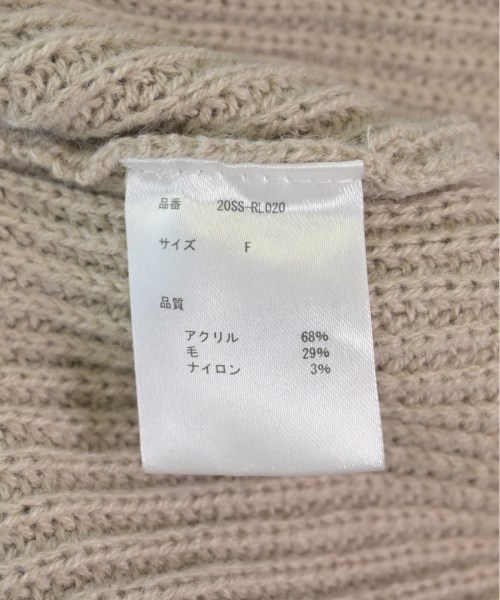 品番 20SS-RL020
サイズ F
品質
アクリル 68%
毛 29%
ナイロン 3%